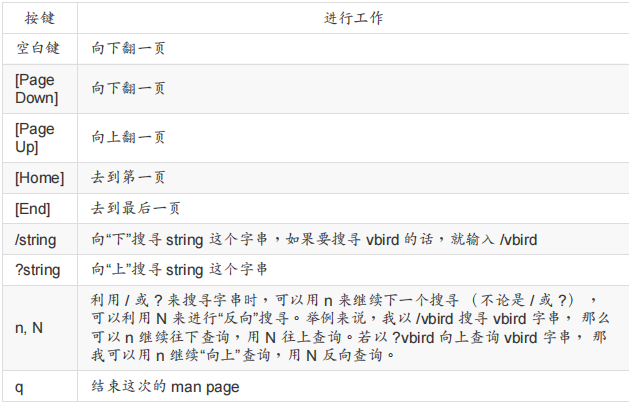 按键 进行工作
空白键 向下翻一页
[Page
Down] 向下翻一页
[Page
Up] 向上翻一页
[Home] 去到第一页
[End] 去到最后一页
/string 向“下”搜寻 string 这个字串，如果要搜寻 vbird 的话，就输入 /vbird
?string 向“上”搜寻 string 这个字串
利用 / 或 ? 来搜寻字串时，可以用 n 来继续下一个搜寻 （不论是 / 或 ?） ，
n, N 可以利用 N 来进行“反向”搜寻。举例来说，我以 /vbird 搜寻 vbird 字串， 那么
可以 n 继续往下查询，用 N 往上查询。若以 ?vbird 向上查询 vbird 字串， 那
我可以用 n 继续“向上”查询，用 N 反向查询。
q 结束这次的 man page